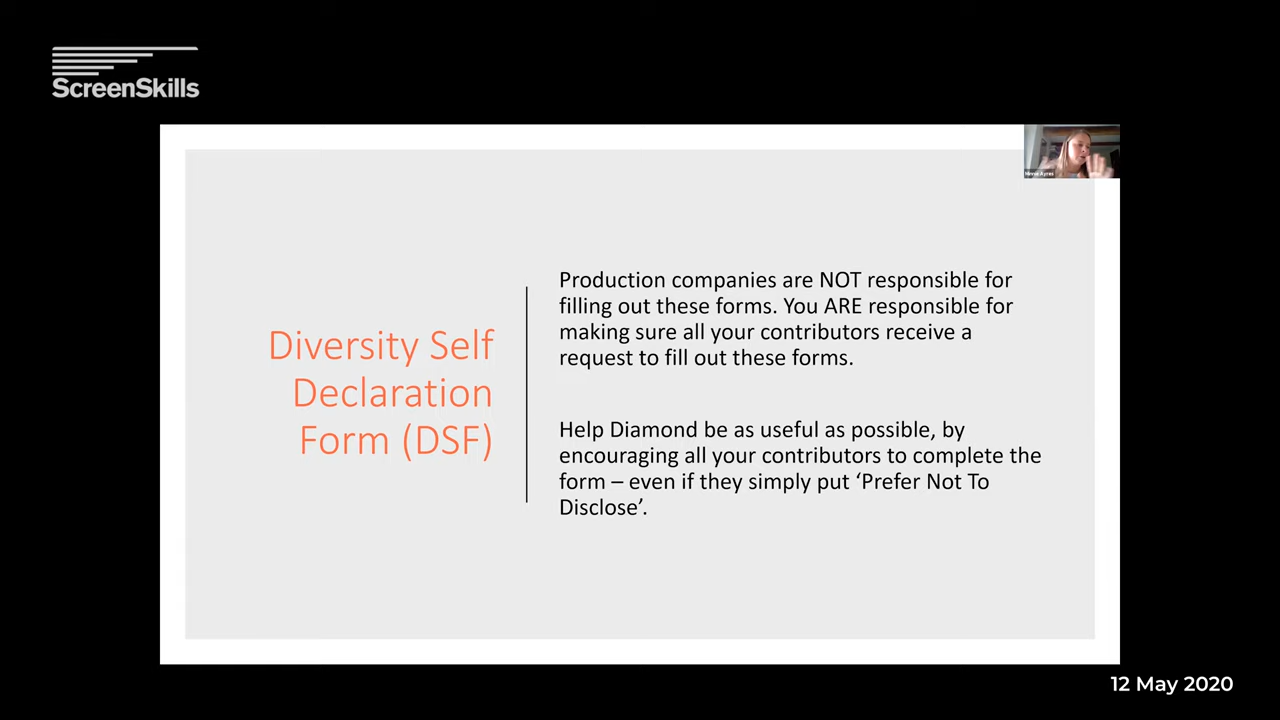 ScreenSkills
Diversity Self
Declaration
Form (DSF)
Production companies are NOT responsible for
filling out these forms. You ARE responsible for
making sure all your contributors receive a
request to fill out these forms.
Help Diamond be as useful as possible, by
encouraging all your contributors to complete the
form – even if they simply put ‘Prefer Not To
Disclose’.
12 May 2020